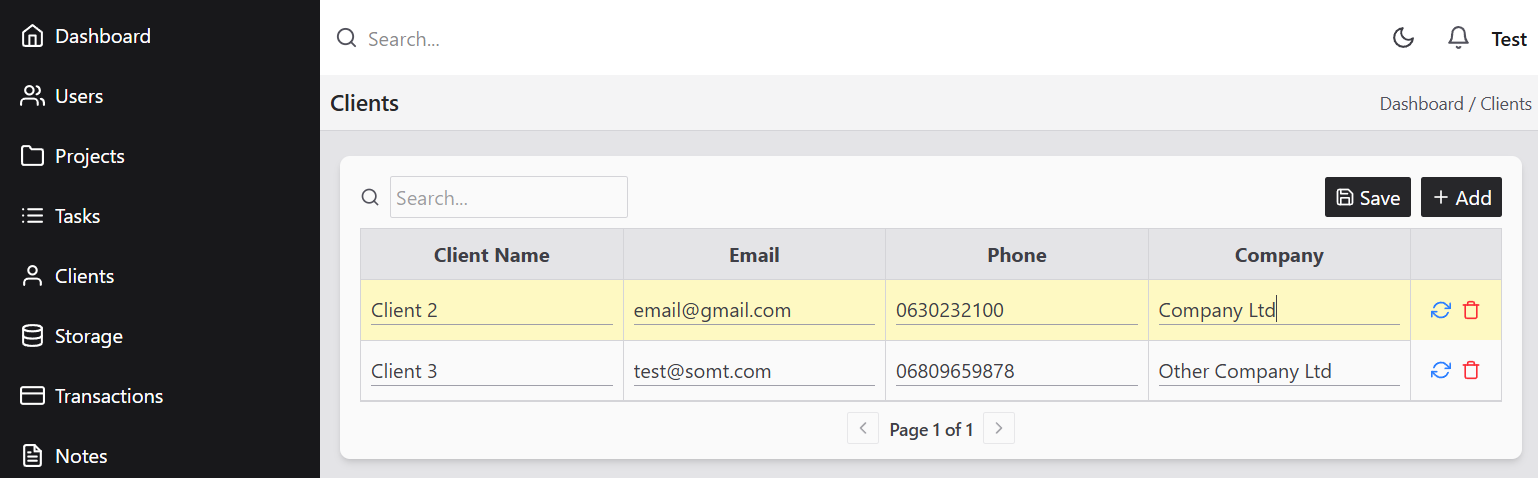 Dashboard
Users
Projects
Tasks
Clients
Storage
Transactions
Notes
Search...
Test
Clients
Dashboard / Clients
Search...
Save
Add
Client Name Email Phone Company
Client 2 email@gmail.com 0630232100 Company Ltd
Client 3 test@somt.com 06809659878 Other Company Ltd
Page 1 of 1